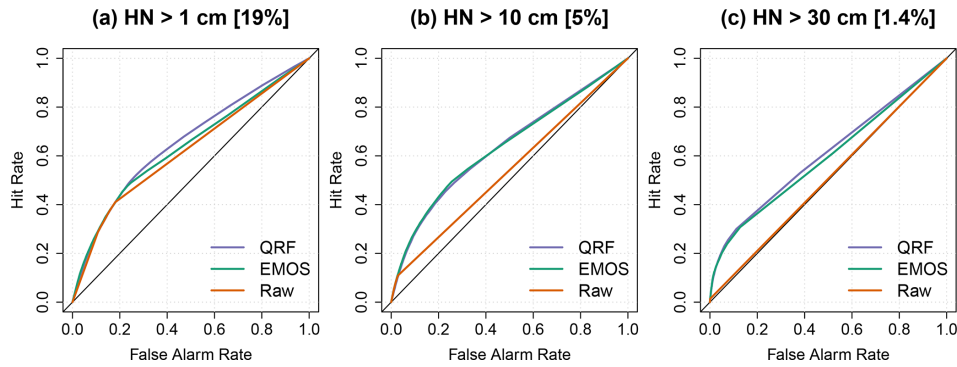 (a) HN > 1 cm [19%]
Hit Rate
0.0 0.2 0.4 0.6 0.8 1.0
QRF
EMOS
Raw
0.0 0.2 0.4 0.6 0.8 1.0
False Alarm Rate
(b) HN > 10 cm [5%]
Hit Rate
0.0 0.2 0.4 0.6 0.8 1.0
QRF
EMOS
Raw
0.0 0.2 0.4 0.6 0.8 1.0
False Alarm Rate
(c) HN > 30 cm [1.4%]
Hit Rate
0.0 0.2 0.4 0.6 0.8 1.0
QRF
EMOS
Raw
0.0 0.2 0.4 0.6 0.8 1.0
False Alarm Rate